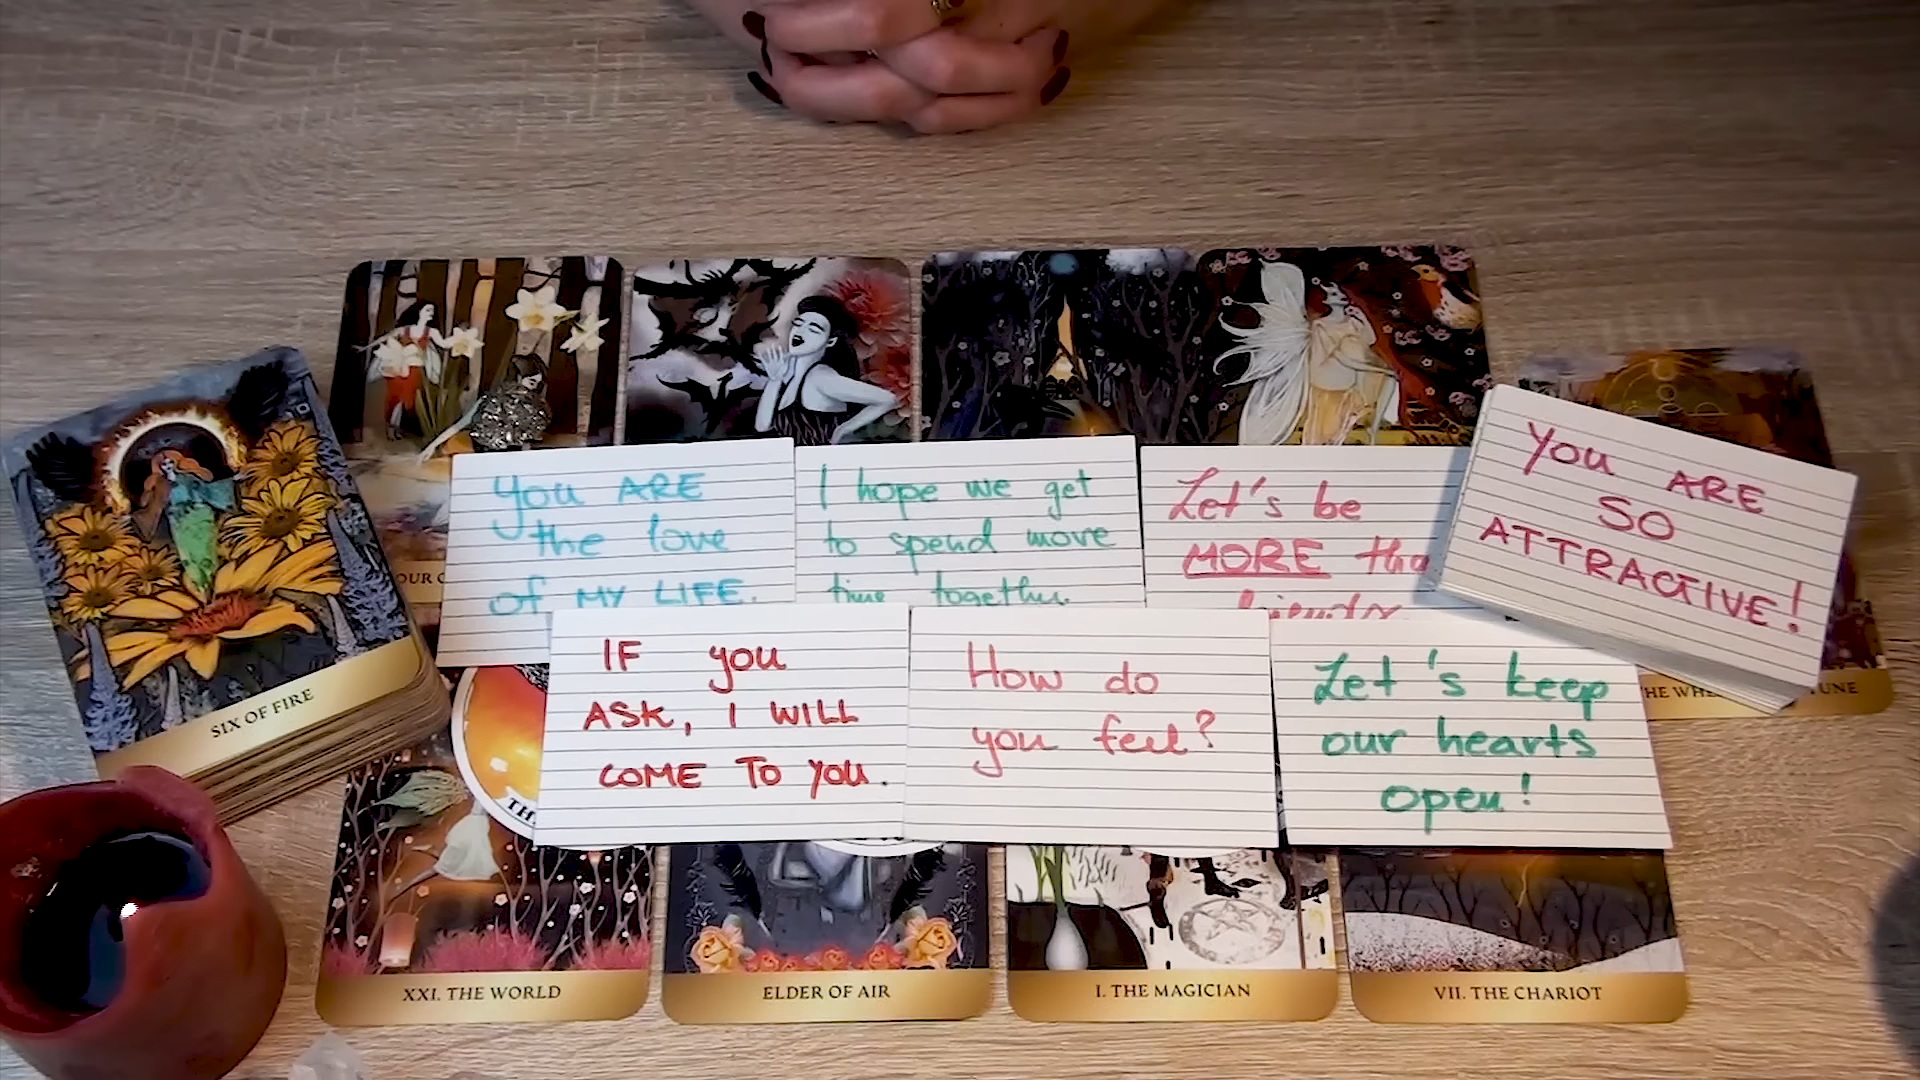 You ARE
the love
of MY LIFE.
I hope we get
to spend more
time together.
Let's be
MORE
You ARE
SO
ATTRACTIVE!
IF you
ASK, I WILL
COME TO YOU.
How do
you feel?
Let's keep
our hearts
open!
SIX OF FIRE
XXI. THE WORLD
ELDER OF AIR
I. THE MAGICIAN
VII. THE CHARIOT